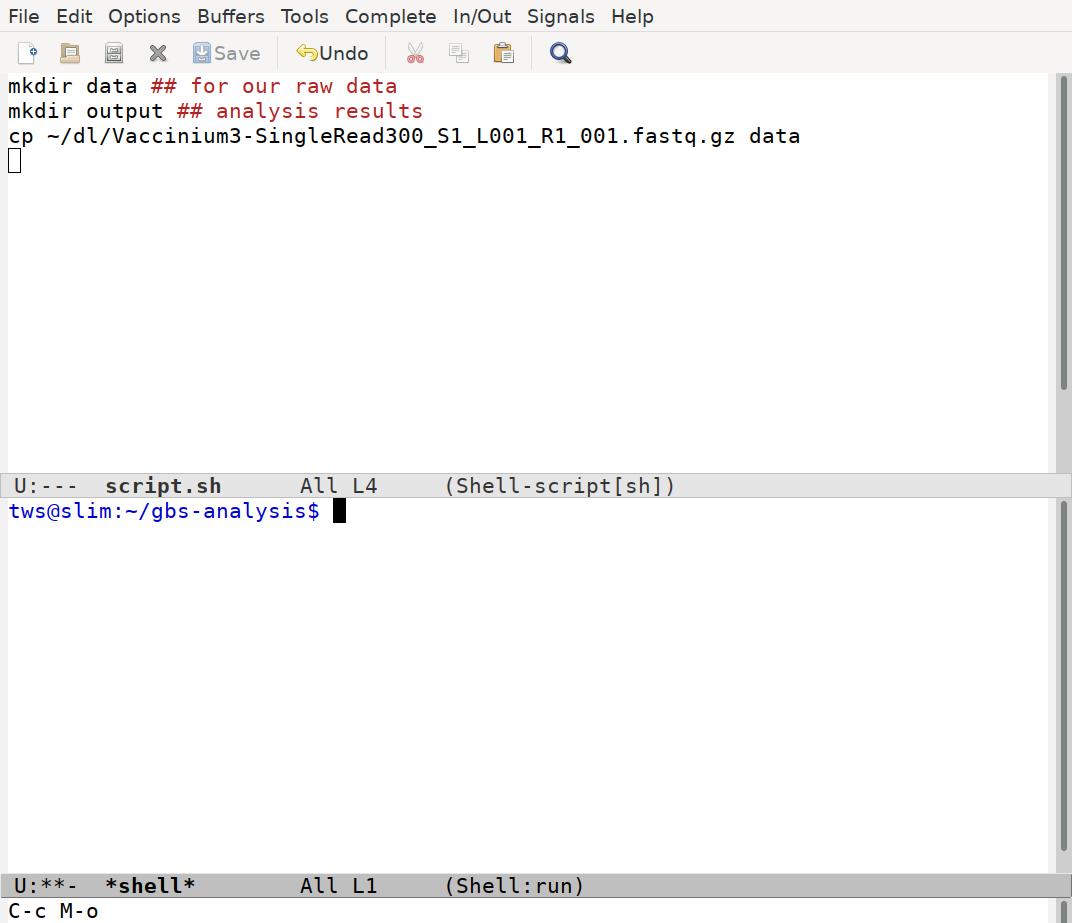 File Edit Options Buffers Tools Complete In/Out Signals Help
Save Undo
mkdir data ## for our raw data
mkdir output ## analysis results
cp ~/dl/Vaccinium3-SingleRead300_S1_L001_R1_001.fastq.gz data
U:--- script.sh All L4 (Shell-script[sh])
tws@slim:~/gbs-analysis$
U:**- *shell* All L1 (Shell:run)
C-c M-o